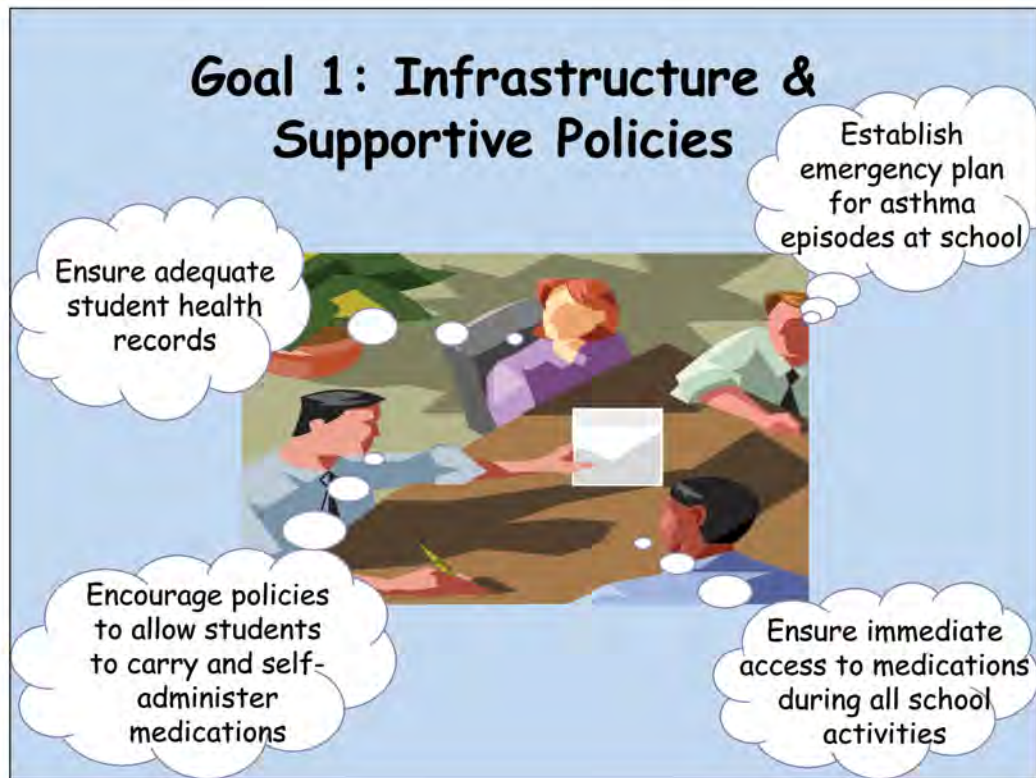 Goal 1: Infrastructure &
Supportive Policies
Establish
emergency plan
for asthma
episodes at school
Ensure adequate
student health
records
Encourage policies
to allow students
to carry and self-
administer
medications
Ensure immediate
access to medications
during all school
activities